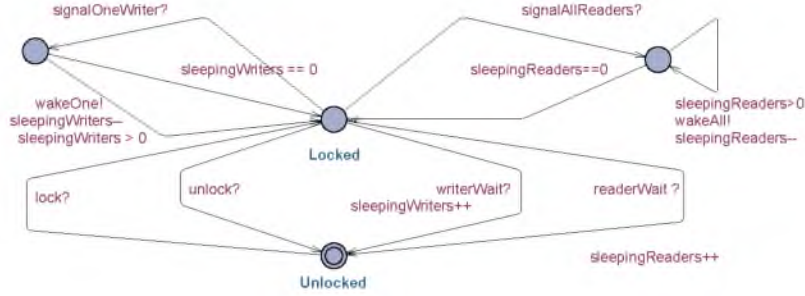 signalOneWriter?
signalAllReaders?
sleepingWriters == 0
sleepingReaders==0
wakeOne!
sleepingWriters--
sleepingWriters > 0
sleepingReaders>0
wakeAll!
sleepingReaders--
Locked
lock?
unlock?
writerWait?
sleepingWriters++
readerWait ?
sleepingReaders++
Unlocked